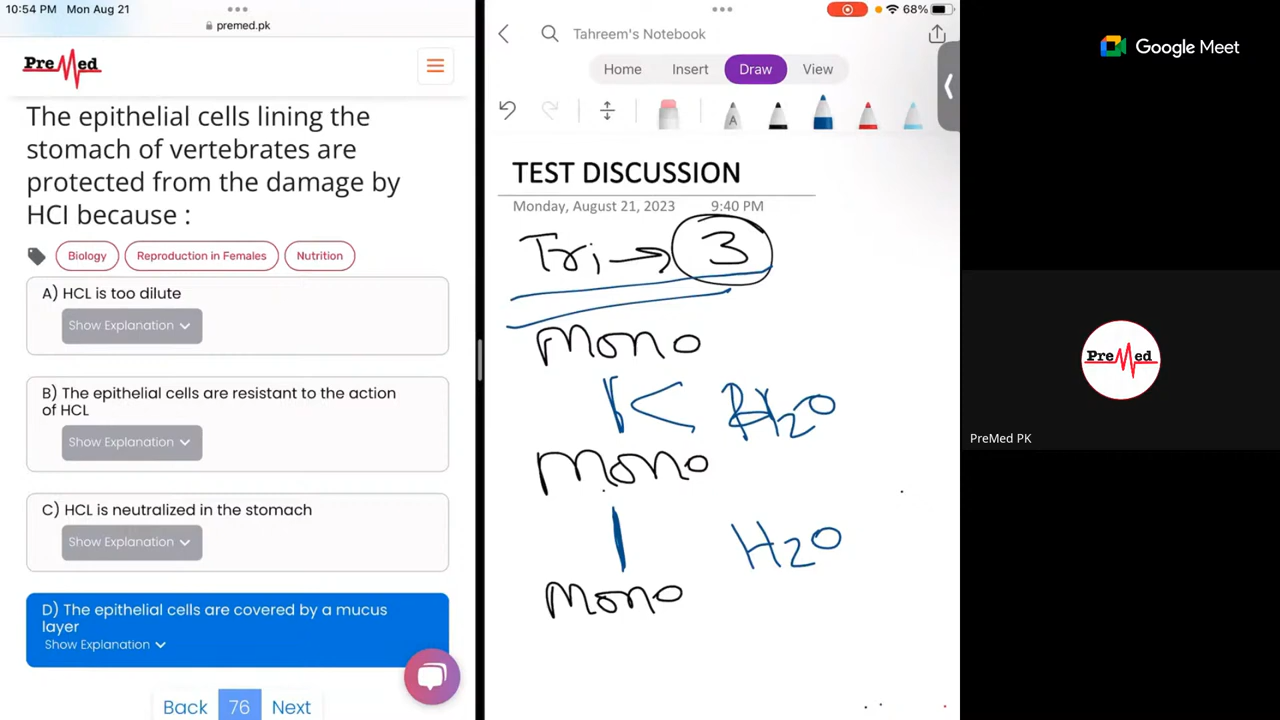 10:54 PM Mon Aug 21
premed.pk
PreMed
The epithelial cells lining the
stomach of vertebrates are
protected from the damage by
HCI because :
Biology
Reproduction in Females
Nutrition
A) HCL is too dilute
Show Explanation
B) The epithelial cells are resistant to the action
of HCL
Show Explanation
C) HCL is neutralized in the stomach
Show Explanation
D) The epithelial cells are covered by a mucus
layer
Show Explanation
Back 76 Next
68%
Tahreem's Notebook
Home Insert Draw View
A
TEST DISCUSSION
Monday, August 21, 2023 9:40 PM
Tri → 3
Mono
H2O
Mono
H2O
Mono
Google Meet
PreMed
PreMed PK